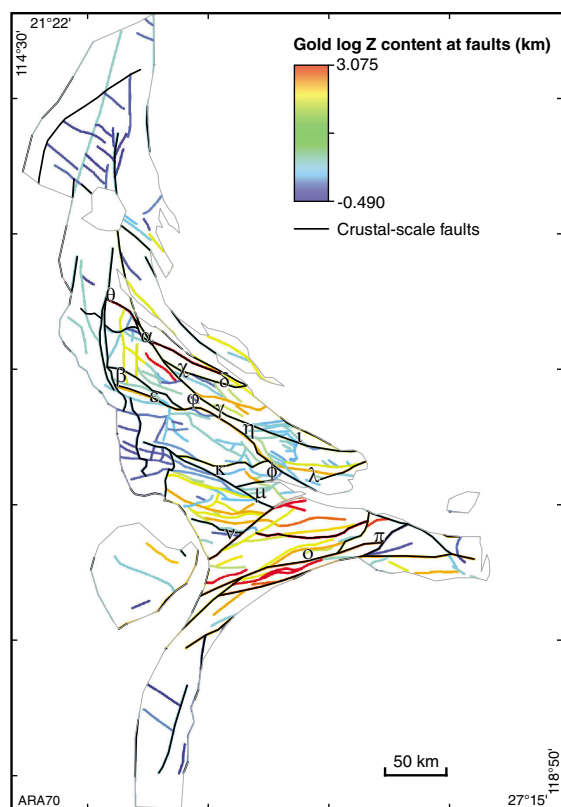 21°22'
114°30'
Gold log Z content at faults (km)
3.075
-0.490
Crustal-scale faults
θ
α
χ
β
δ
ε
φ
γ
η
ι
κ
ϕ
λ
μ
ν
ο
π
50 km
ARA70
27°15'
118°50'